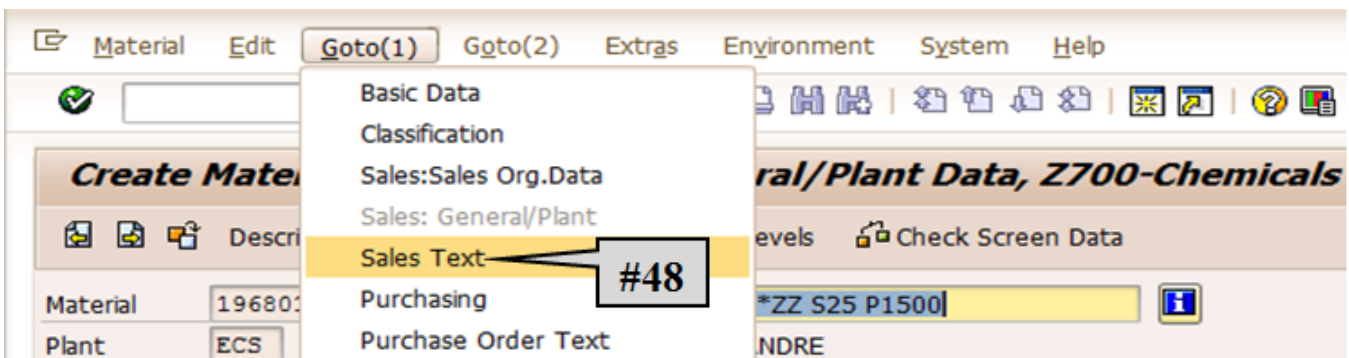 Material Edit Goto(1) Goto(2) Extras Environment System Help
Basic Data
Classification
Create Mater Sales:Sales Org.Data ral/Plant Data, Z700-Chemicals
Sales: General/Plant
Descri evels Check Screen Data
Sales Text #48
Material 19680 Purchasing *ZZ S25 P1500
Plant ECS Purchase Order Text NDRE